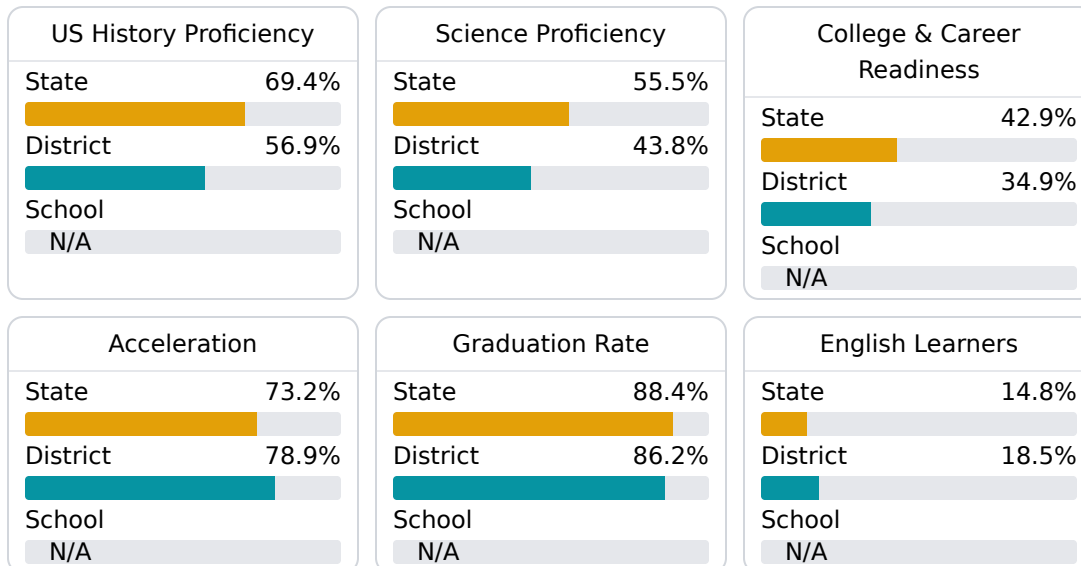 US History Proficiency
State 69.4%
District 56.9%
School
N/A
Science Proficiency
State 55.5%
District 43.8%
School
N/A
College & Career
Readiness
State 42.9%
District 34.9%
School
N/A
Acceleration
State 73.2%
District 78.9%
School
N/A
Graduation Rate
State 88.4%
District 86.2%
School
N/A
English Learners
State 14.8%
District 18.5%
School
N/A